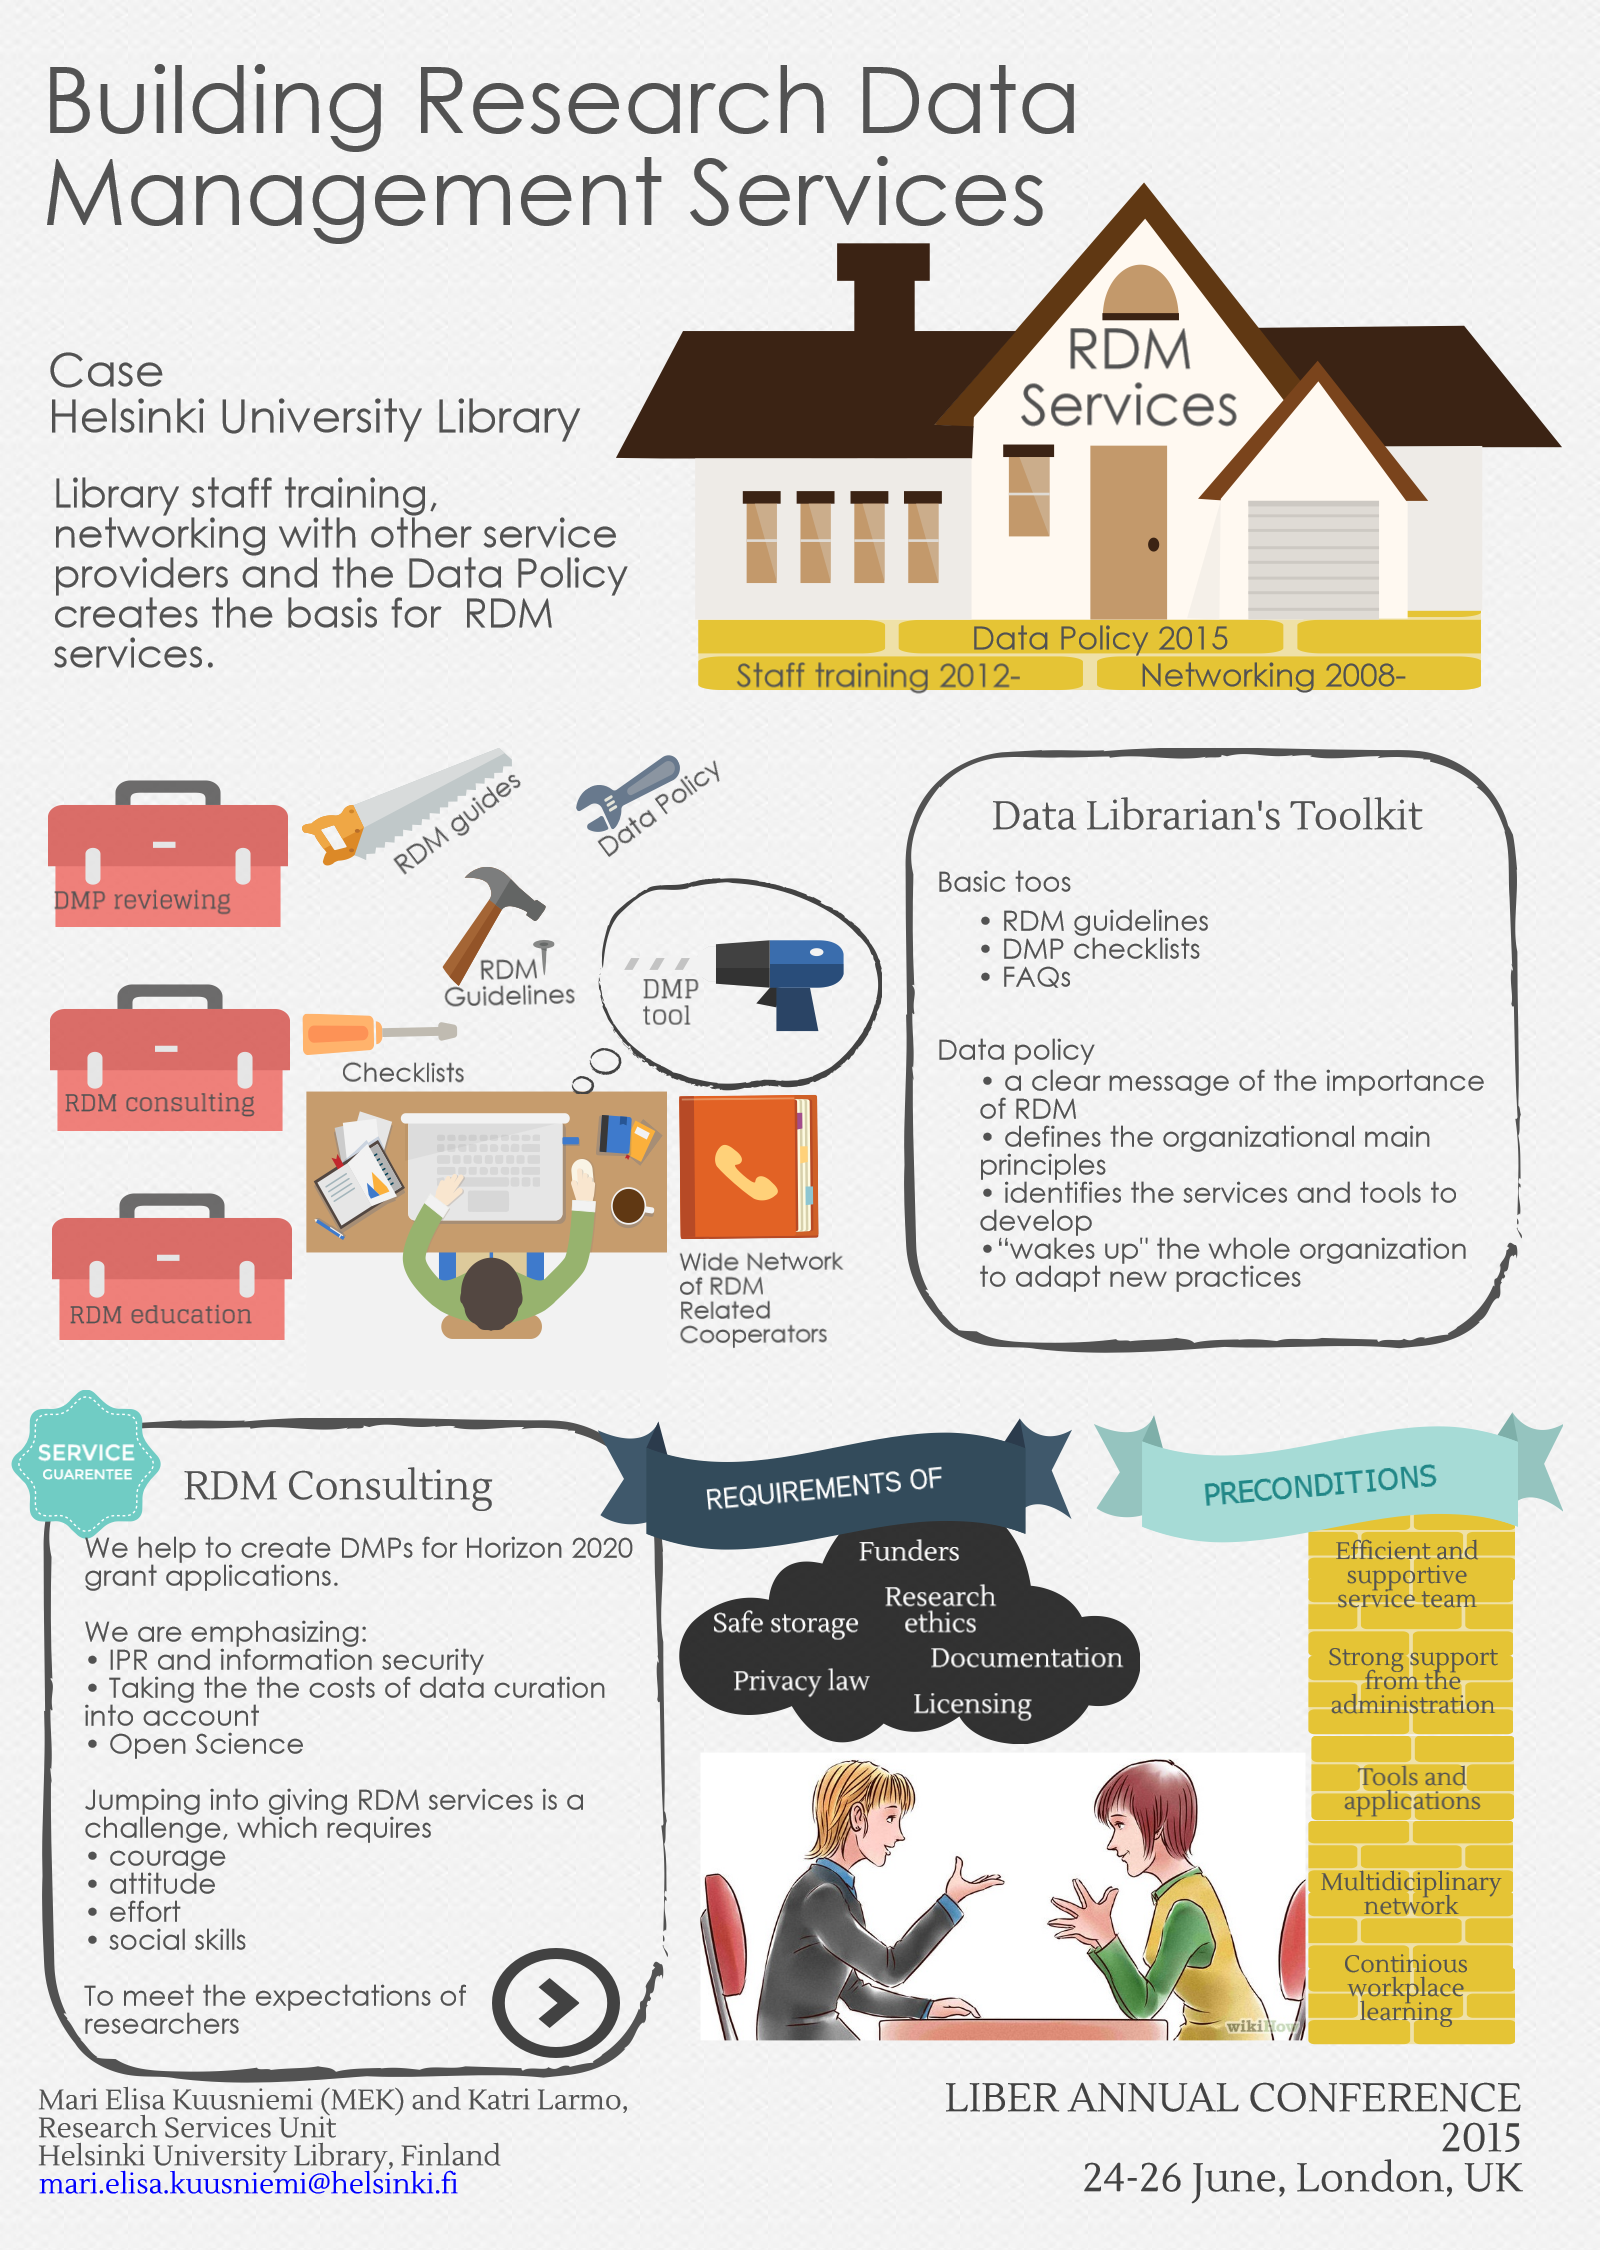 Building Research Data
Management Services
Case
Helsinki University Library
Library staff training,
networking with other service
providers and the Data Policy
creates the basis for RDM
services.
RDM
Services
Data Policy 2015
Staff training 2012-
Networking 2008-
DMP reviewing
RDM consulting
RDM education
RDM guides
Data Policy
RDM
Guidelines
DMP
tool
Checklists
Wide Network
of RDM
Related
Cooperators
Data Librarian's Toolkit
Basic toos
• RDM guidelines
• DMP checklists
• FAQs
Data policy
• a clear message of the importance
of RDM
• defines the organizational main
principles
• identifies the services and tools to
develop
•“wakes up" the whole organization
to adapt new practices
SERVICE
GUARENTEE
RDM Consulting
We help to create DMPs for Horizon 2020
grant applications.
We are emphasizing:
• IPR and information security
• Taking the the costs of data curation
into account
• Open Science
Jumping into giving RDM services is a
challenge, which requires
• courage
• attitude
• effort
• social skills
To meet the expectations of
researchers
REQUIREMENTS OF
Funders
Research
ethics
Safe storage
Documentation
Privacy law
Licensing
wikiHow
PRECONDITIONS
Efficient and
supportive
service team
Strong support
from the
administration
Tools and
applications
Multidiciplinary
network
Continious
workplace
learning
Mari Elisa Kuusniemi (MEK) and Katri Larmo,
Research Services Unit
Helsinki University Library, Finland
mari.elisa.kuusniemi@helsinki.fi
LIBER ANNUAL CONFERENCE
2015
24-26 June, London, UK